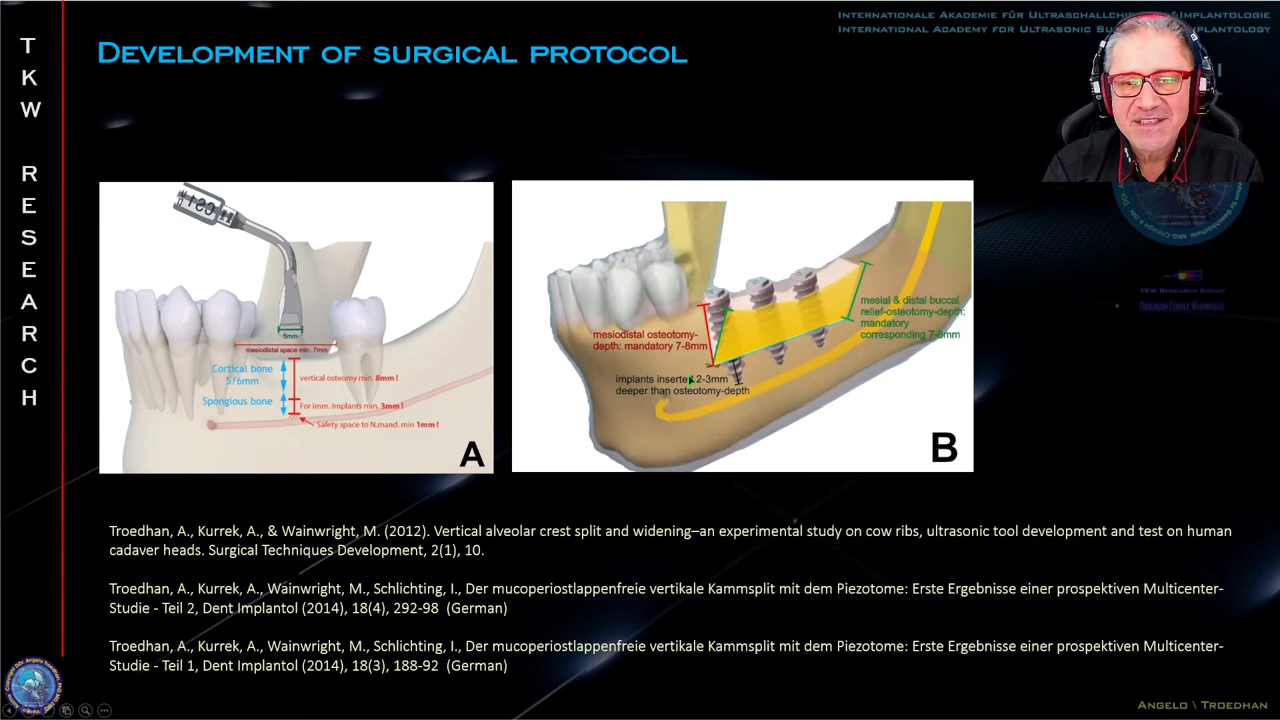 INTERNATIONALE AKADEMIE FÜR ULTRASCHALLCHI &IMPLANTOLOGIE
INTERNATIONAL ACADEMY FOR ULTRASONIC SU MPLANTOLOGY
TKW RESEARCH
DEVELOPMENT OF SURGICAL PROTOCOL
CS1
5mm
mesiodistal space min. 7mm
Cortical bone
5/6mm
vertical osteomy min. 8mm!
Spongious bone
For imm. Implants min. 3mm!
Safety space to N.mand. min 1mm!
A
mesiodistal osteotomy-
depth: mandatory 7-8mm
mesial & distal buccal
relief-osteotomy-depth:
mandatory
corresponding 7-8mm
implants inserted 2-3mm
deeper than osteotomy-depth
B
TKW RESEARCH GROUP
Troedhan, A., Kurrek, A., & Wainwright, M. (2012). Vertical alveolar crest split and widening–an experimental study on cow ribs, ultrasonic tool development and test on human
cadaver heads. Surgical Techniques Development, 2(1), 10.
Troedhan, A., Kurrek, A., Wainwright, M., Schlichting, I., Der mucoperiostlappenfreie vertikale Kammsplit mit dem Piezotome: Erste Ergebnisse einer prospektiven Multicenter-
Studie - Teil 2, Dent Implantol (2014), 18(4), 292-98 (German)
Troedhan, A., Kurrek, A., Wainwright, M., Schlichting, I., Der mucoperiostlappenfreie vertikale Kammsplit mit dem Piezotome: Erste Ergebnisse einer prospektiven Multicenter-
Studie - Teil 1, Dent Implantol (2014), 18(3), 188-92 (German)
ANGELO \ TROEDHAN